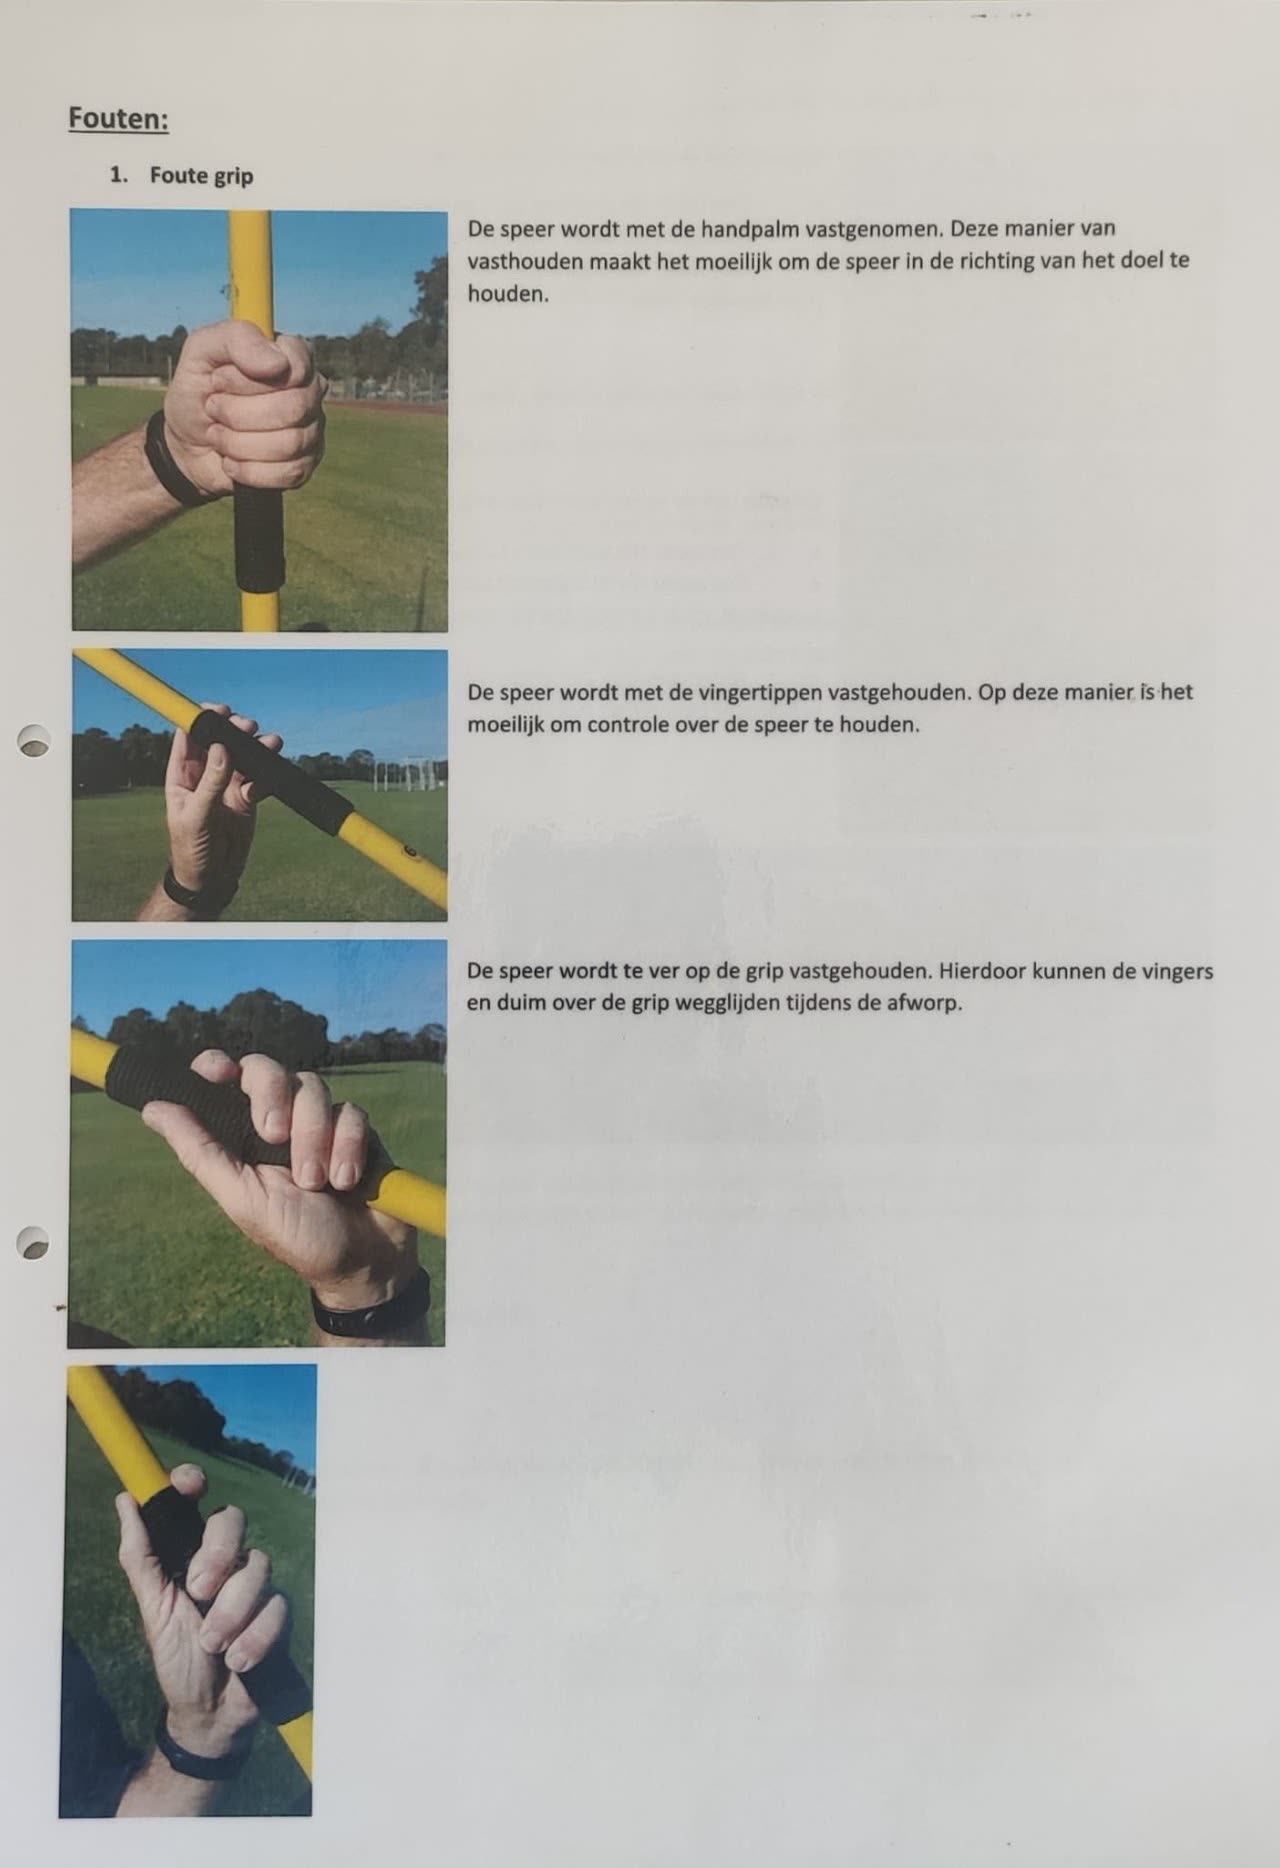 Fouten:
1. Foute grip
De speer wordt met de handpalm vastgenomen. Deze manier van
vasthouden maakt het moeilijk om de speer in de richting van het doel te
houden.
De speer wordt met de vingertippen vastgehouden. Op deze manier is het
moeilijk om controle over de speer te houden.
De speer wordt te ver op de grip vastgehouden. Hierdoor kunnen de vingers
en duim over de grip wegglijden tijdens de afworp.